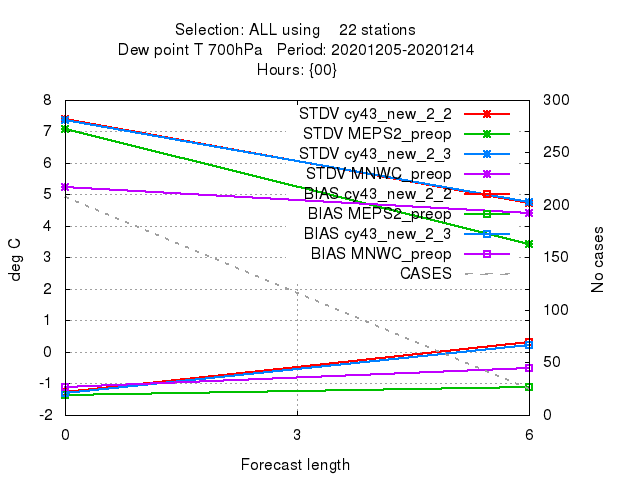 Selection: ALL using 22 stations
Dew point T 700hPa Period: 20201205-20201214
Hours: {00}
8 300
7
6 250
5 200
4
3 150
2
1 100
0
-1 50
-2 0
deg C
No cases
STDV cy43_new_2_2
STDV MEPS2_preop
STDV cy43_new_2_3
STDV MNWC_preop
BIAS cy43_new_2_2
BIAS MEPS2_preop
BIAS cy43_new_2_3
BIAS MNWC_preop
CASES
0 3 6
Forecast length